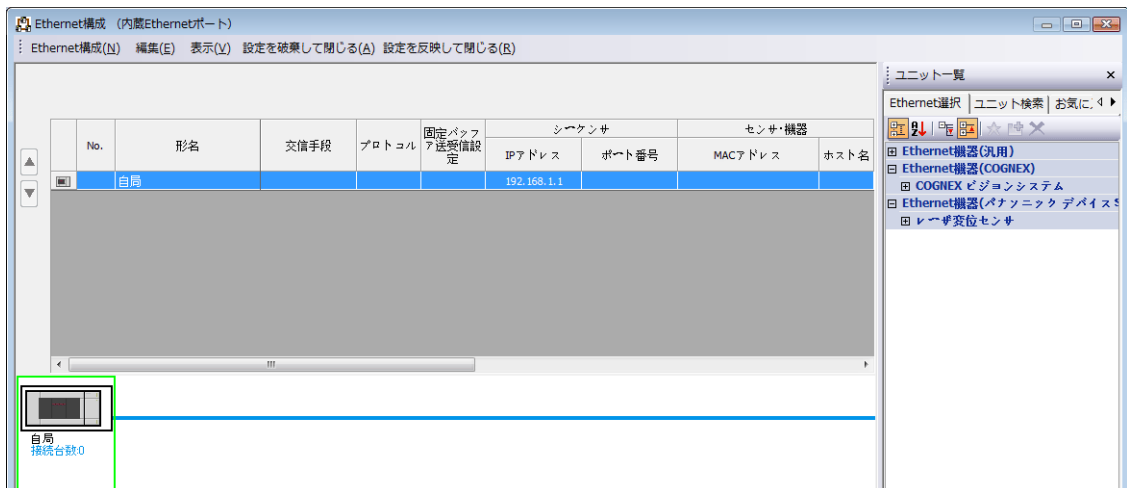 Ethernet構成 （内蔵Ethernetポート）
Ethernet構成(N) 編集(E) 表示(V) 設定を破棄して閉じる(A) 設定を反映して閉じる(R)
ユニット一覧
Ethernet選択 ユニット検索 お気に
No. 形名 交信手段 プロトコル 固定バッファ送受信設定 シーケンサ センサ・機器
IPアドレス ポート番号 MACアドレス ホスト名
自局 192.168.1.1
Ethernet機器(汎用)
Ethernet機器(COGNEX)
COGNEX ビジョンシステム
Ethernet機器(パナソニック デバイスS
レーザ変位センサ
自局
接続台数:0